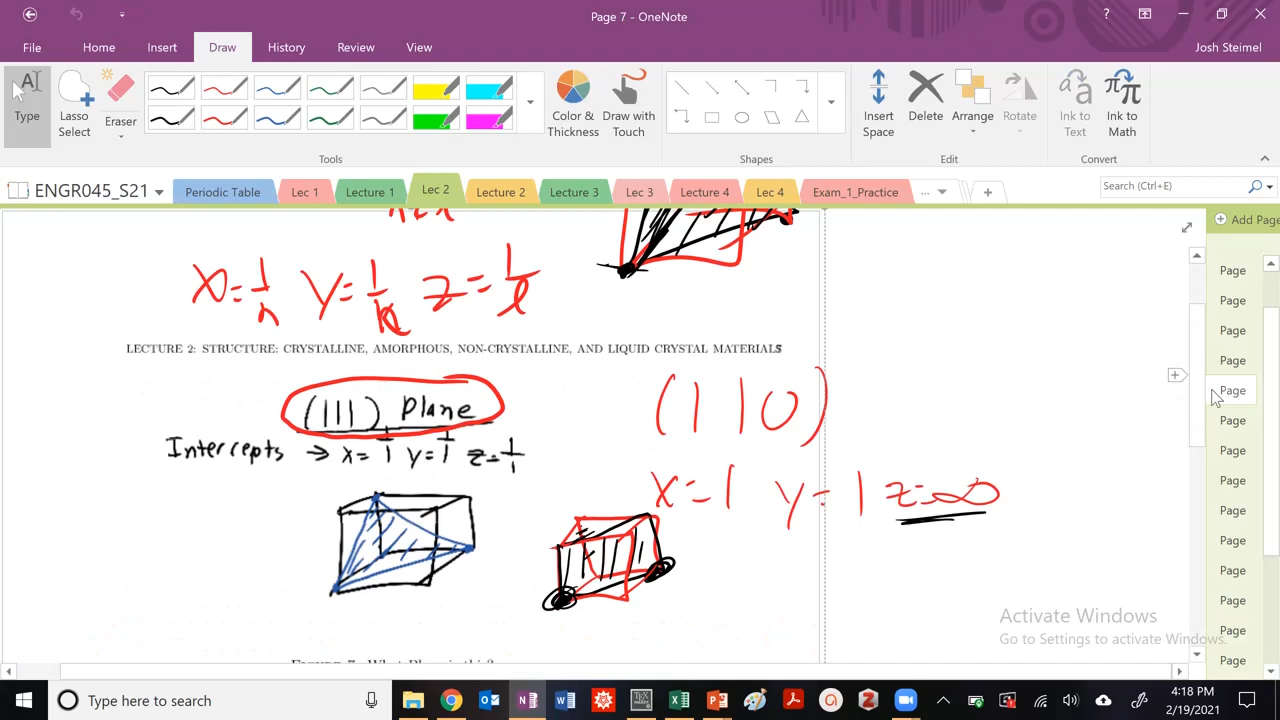 Page 7 - OneNote
Josh Steimel
File Home Insert Draw History Review View
Type
Lasso Select
Eraser
Color & Thickness
Draw with Touch
Insert Space
Delete
Arrange
Rotate
Ink to Text
Ink to Math
Tools
Shapes
Edit
Convert
ENGR045_S21
Periodic Table
Lec 1
Lecture 1
Lec 2
Lecture 2
Lecture 3
Lec 3
Lecture 4
Lec 4
Exam_1_Practice
...
Search (Ctrl+E)
Add Page
Page
Page
Page
Page
Page
Page
Page
Page
Page
Page
Page
Page
Page
Page
x=1/h y=1/k z=1/l
LECTURE 2: STRUCTURE: CRYSTALLINE, AMORPHOUS, NON-CRYSTALLINE, AND LIQUID CRYSTAL MATERIALS
(111) Plane
Intercepts → x=1/1 y=1/1 z=1/1
(110)
x=1 y=1 z=∞
Activate Windows
Go to Settings to activate Windows.
Type here to search
4:18 PM
2/19/2021